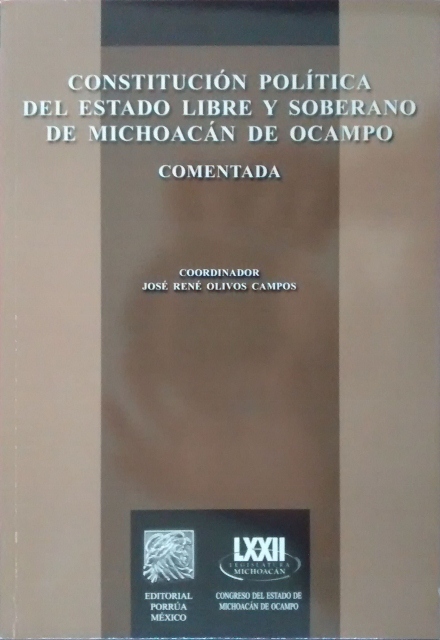 CONSTITUCIÓN POLÍTICA
DEL ESTADO LIBRE Y SOBERANO
DE MICHOACÁN DE OCAMPO
COMENTADA
COORDINADOR
JOSÉ RENÉ OLIVOS CAMPOS
EDITORIAL
PORRÚA
MÉXICO
LXXII
LEGISLATURA
MICHOACÁN
CONGRESO DEL ESTADO DE
MICHOACÁN DE OCAMPO